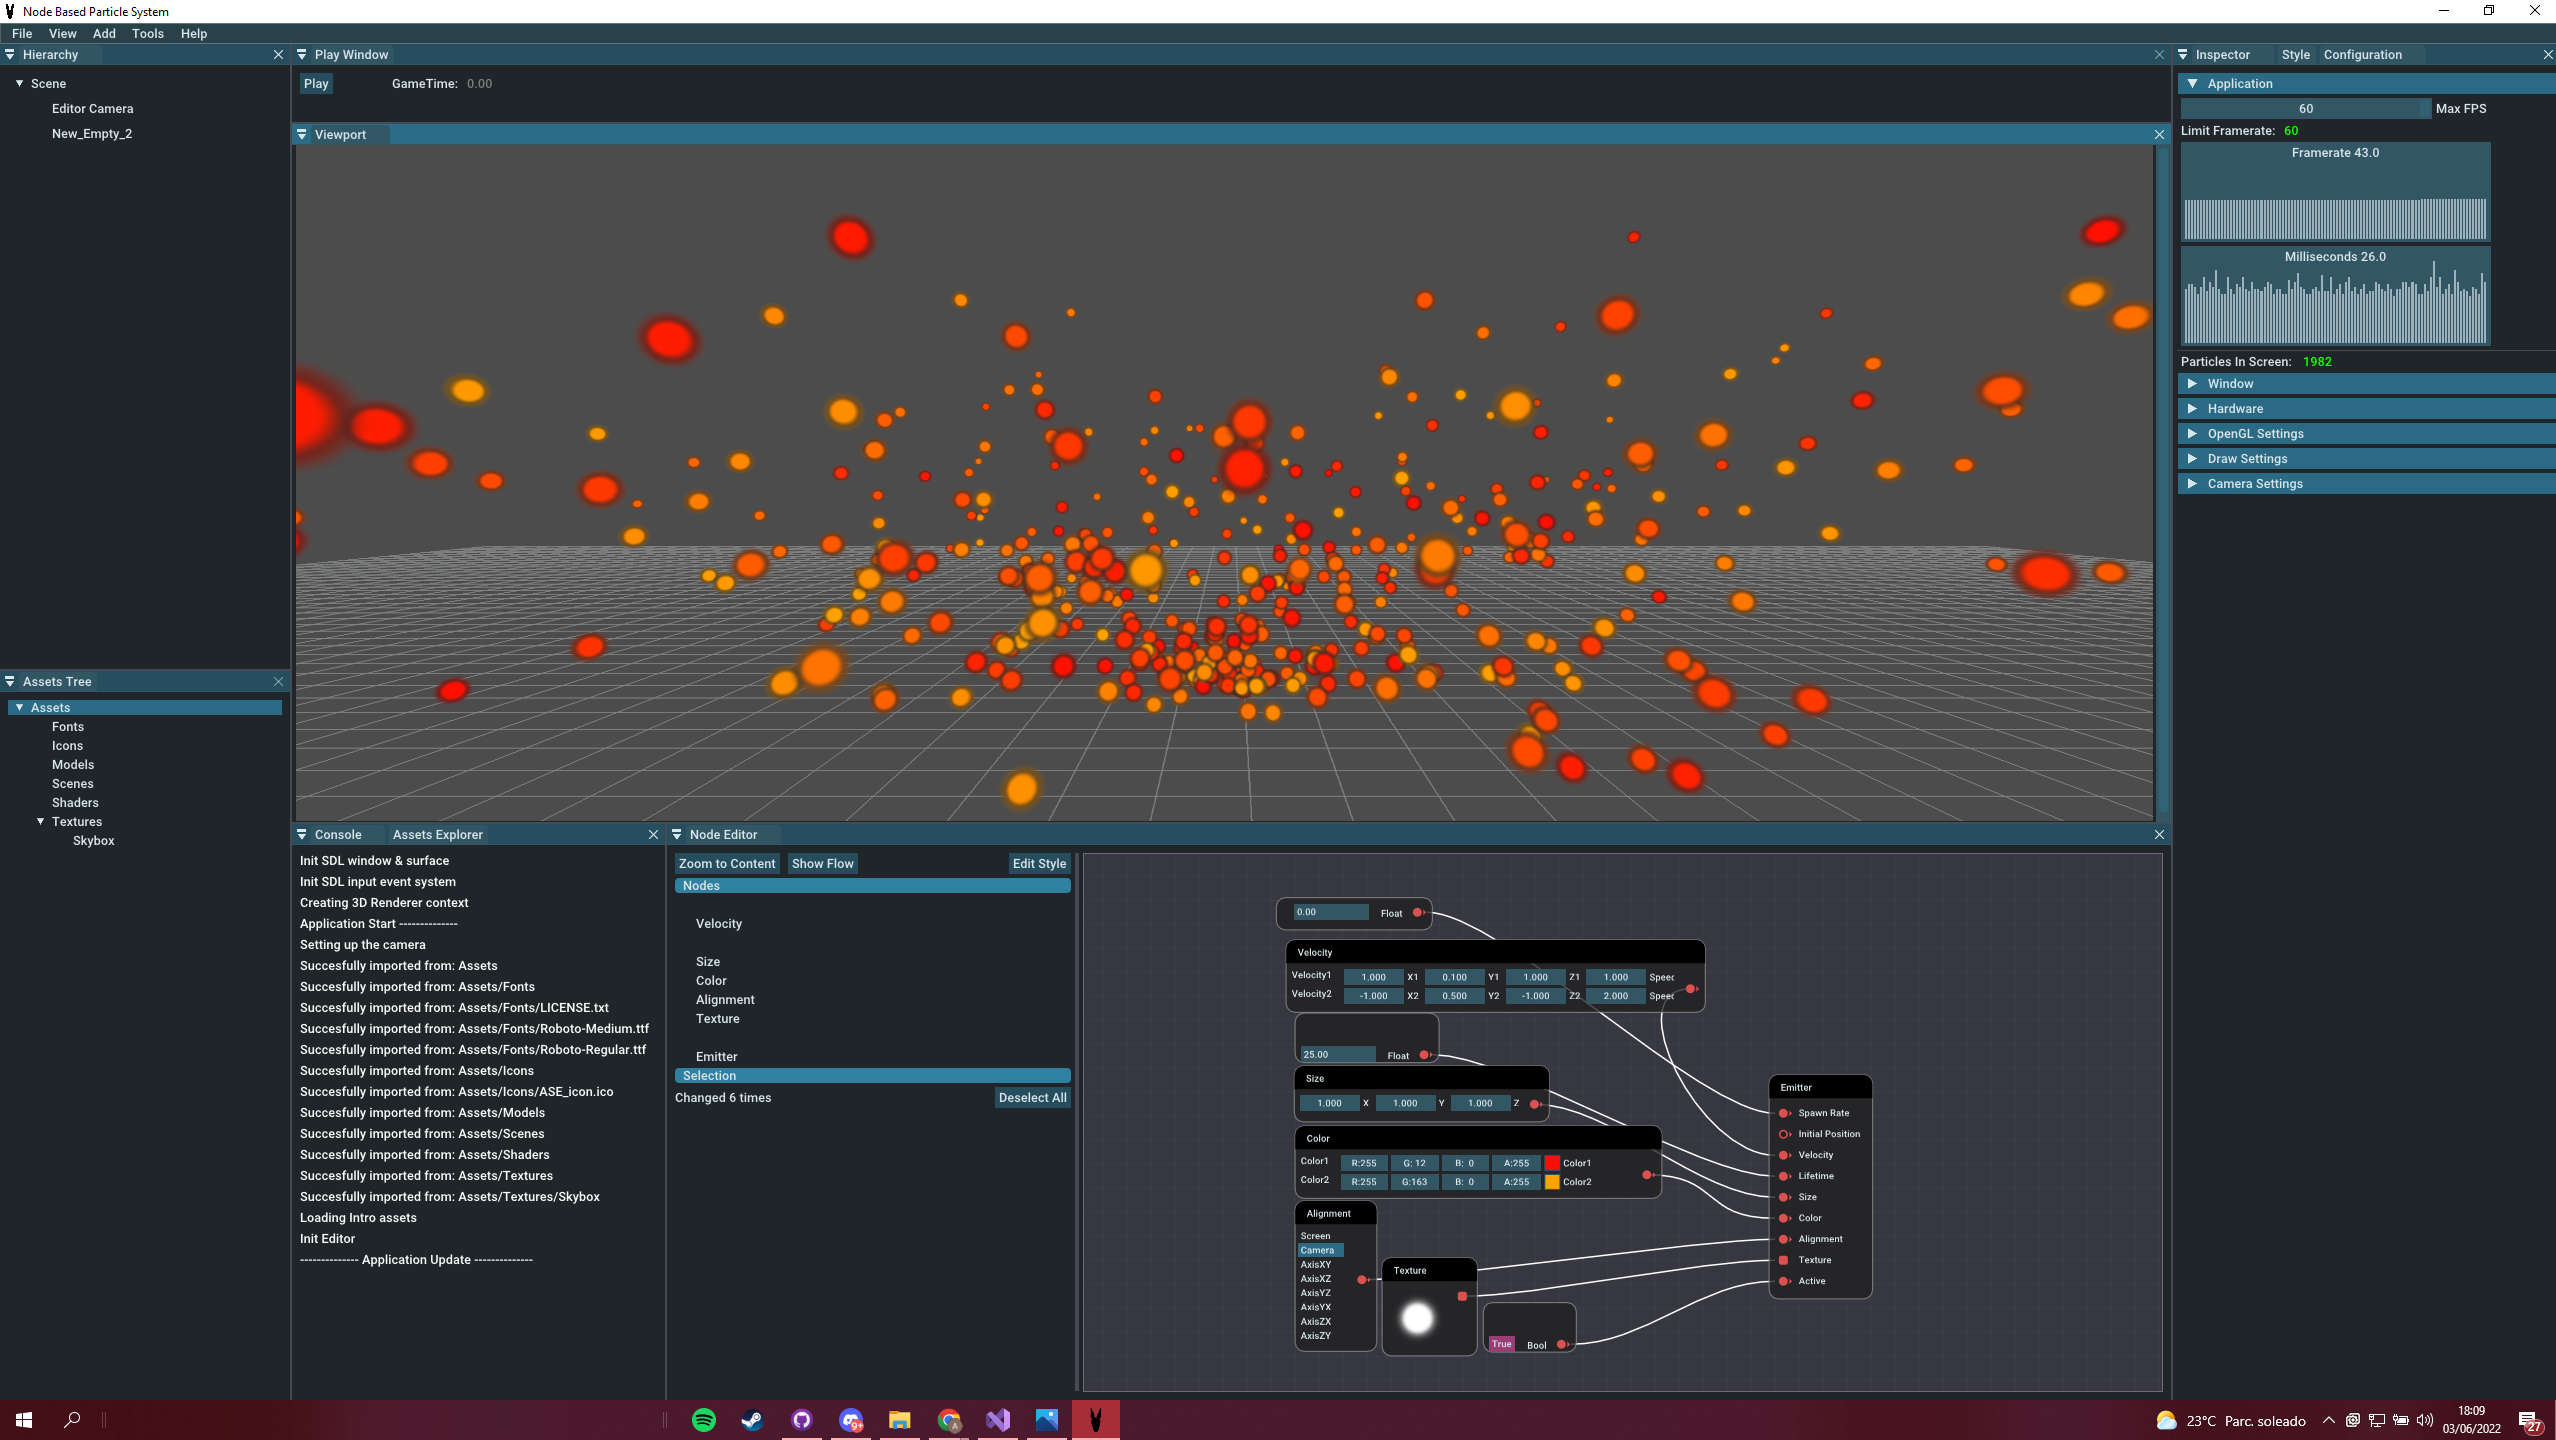 Node Based Particle System
File View Add Tools Help
Hierarchy
Scene
Editor Camera
New_Empty_2
Play Window
Play GameTime: 0.00
Viewport
Inspector Style Configuration
Application
60 Max FPS
Limit Framerate: 60
Framerate 43.0
Milliseconds 26.0
Particles In Screen: 1982
Window
Hardware
OpenGL Settings
Draw Settings
Camera Settings
Assets Tree
Assets
Fonts
Icons
Models
Scenes
Shaders
Textures
Skybox
Console Assets Explorer
Init SDL window & surface
Init SDL input event system
Creating 3D Renderer context
Application Start --------------
Setting up the camera
Succesfully imported from: Assets
Succesfully imported from: Assets/Fonts
Succesfully imported from: Assets/Fonts/LICENSE.txt
Succesfully imported from: Assets/Fonts/Roboto-Medium.ttf
Succesfully imported from: Assets/Fonts/Roboto-Regular.ttf
Succesfully imported from: Assets/Icons
Succesfully imported from: Assets/Icons/ASE_icon.ico
Succesfully imported from: Assets/Models
Succesfully imported from: Assets/Scenes
Succesfully imported from: Assets/Shaders
Succesfully imported from: Assets/Textures
Succesfully imported from: Assets/Textures/Skybox
Loading Intro assets
Init Editor
-------------- Application Update --------------
Node Editor
Zoom to Content Show Flow Edit Style
Nodes
Velocity
Size
Color
Alignment
Texture
Emitter
Selection
Changed 6 times Deselect All
0.00 Float
Velocity
Velocity1 1.000 X1 0.100 Y1 1.000 Z1 1.000 Speed
Velocity2 -1.000 X2 0.500 Y2 -1.000 Z2 2.000 Speed
25.00 Float
Size
1.000 X 1.000 Y 1.000 Z
Color
Color1 R:255 G: 12 B: 0 A:255 Color1
Color2 R:255 G:163 B: 0 A:255 Color2
Alignment
Screen
Camera
AxisXY
AxisXZ
AxisYZ
AxisYX
AxisZX
AxisZY
Texture
True Bool
Emitter
Spawn Rate
Initial Position
Velocity
Lifetime
Size
Color
Alignment
Texture
Active
9+
A
23°C Parc. soleado
18:09
03/06/2022
27